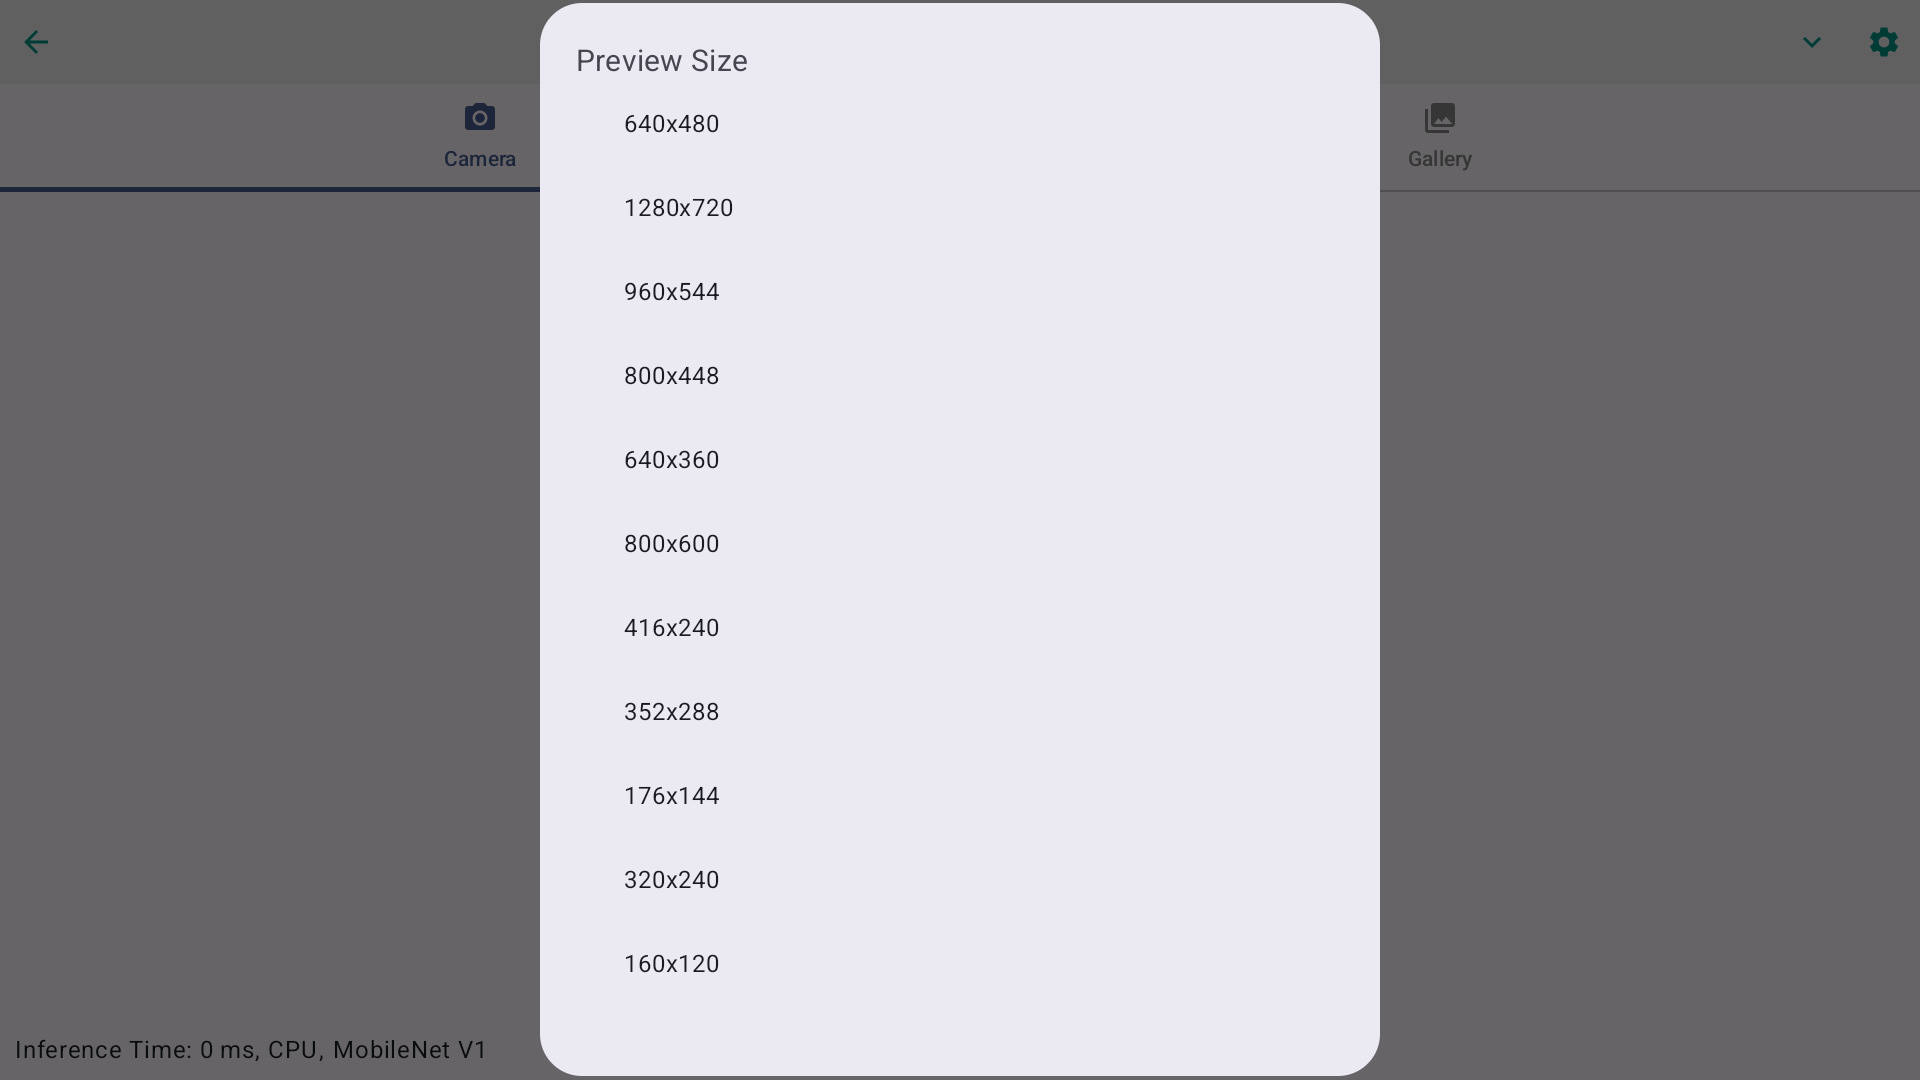 Preview Size
Camera
Gallery
640x480
1280x720
960x544
800x448
640x360
800x600
416x240
352x288
176x144
320x240
160x120
Inference Time: 0 ms, CPU, MobileNet V1